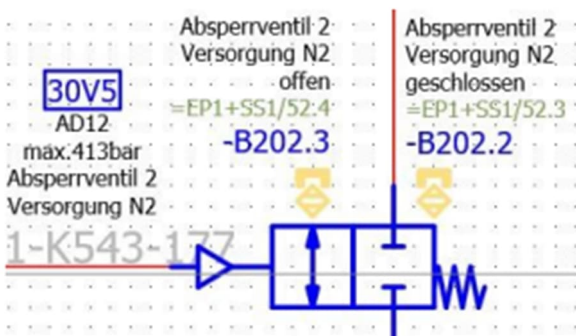 Absperrventil 2
Versorgung N2
offen
=EP1+SS1/52.4
-B202.3
Absperrventil 2
Versorgung N2
geschlossen
=EP1+SS1/52.3
-B202.2
30V5
AD12
max.413bar
Absperrventil 2
Versorgung N2
1-K543-177